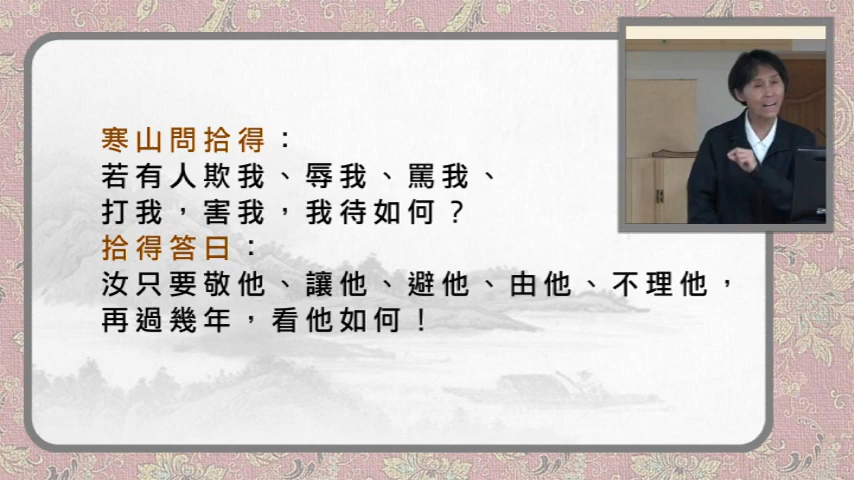 寒山問拾得：
若有人欺我、辱我、罵我、
打我，害我，我待如何？
拾得答曰：
汝只要敬他、讓他、避他、由他、不理他，
再過幾年，看他如何！